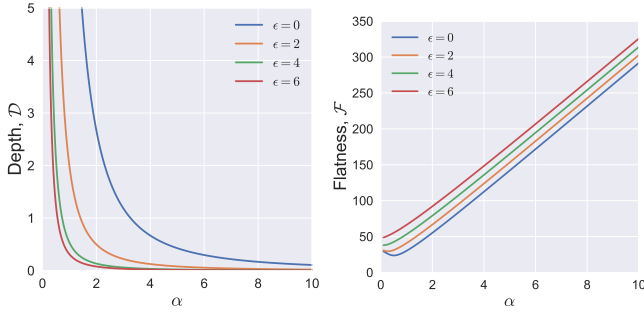 Depth, 𝒟
5
4
3
2
1
0
ϵ = 0
ϵ = 2
ϵ = 4
ϵ = 6
0 2 4 6 8 10
α
Flatness, ℱ
350
300
250
200
150
100
50
0
ϵ = 0
ϵ = 2
ϵ = 4
ϵ = 6
0 2 4 6 8 10
α